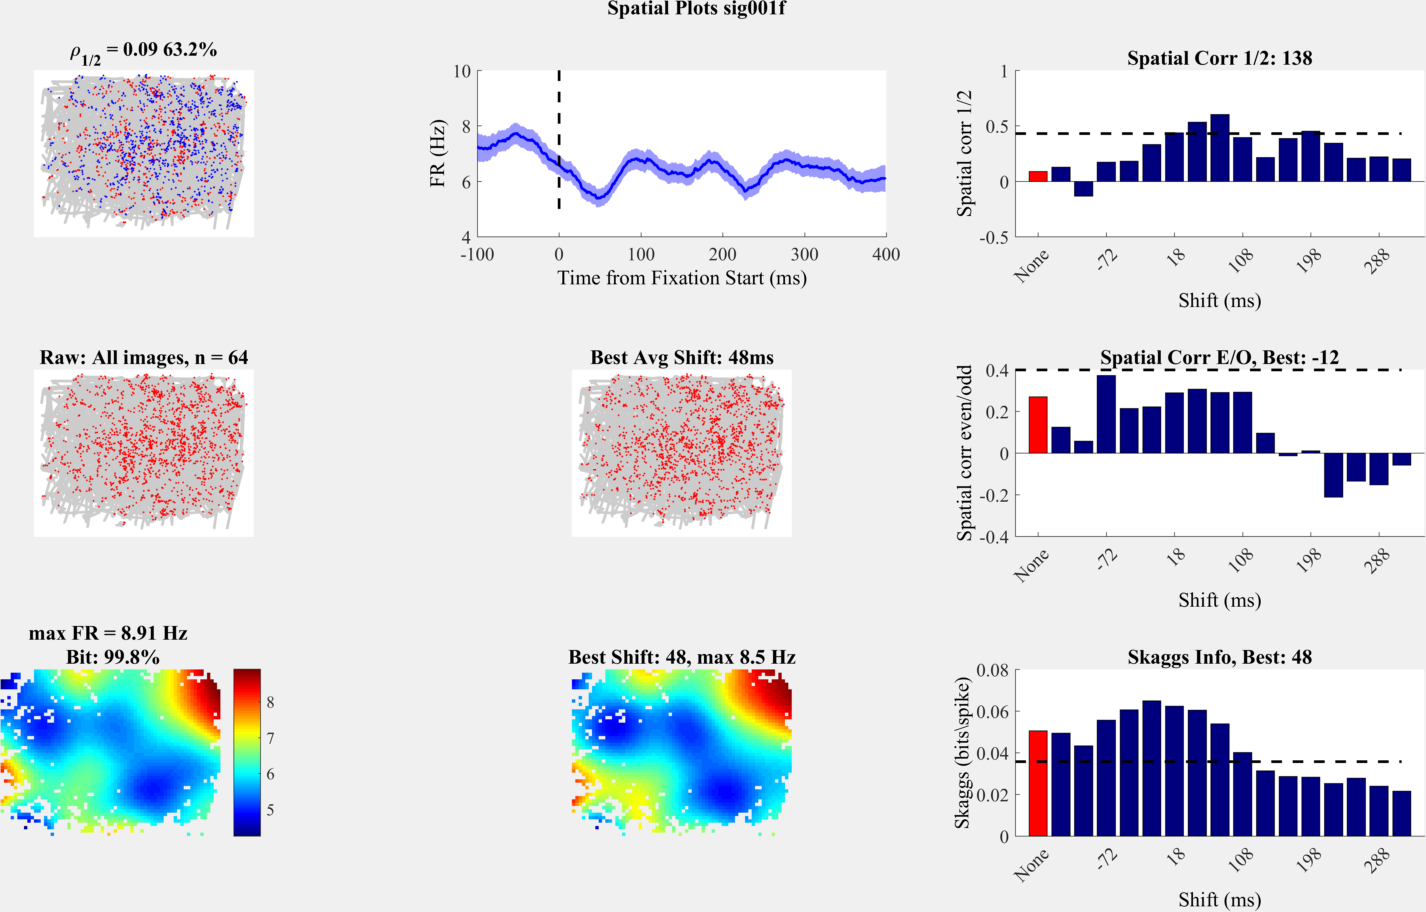 Spatial Plots sig001f
ρ1/2 = 0.09 63.2%
10
8
6
4
FR (Hz)
-100 0 100 200 300 400
Time from Fixation Start (ms)
Spatial Corr 1/2: 138
1
0.5
0
-0.5
Spatial corr 1/2
None -72 18 108 198 288
Shift (ms)
Raw: All images, n = 64
Best Avg Shift: 48ms
Spatial Corr E/O, Best: -12
0.4
0.2
0
-0.2
-0.4
Spatial corr even/odd
None -72 18 108 198 288
Shift (ms)
max FR = 8.91 Hz
Bit: 99.8%
8
7
6
5
Best Shift: 48, max 8.5 Hz
Skaggs Info, Best: 48
0.08
0.06
0.04
0.02
0
Skaggs (bits\spike)
None -72 18 108 198 288
Shift (ms)